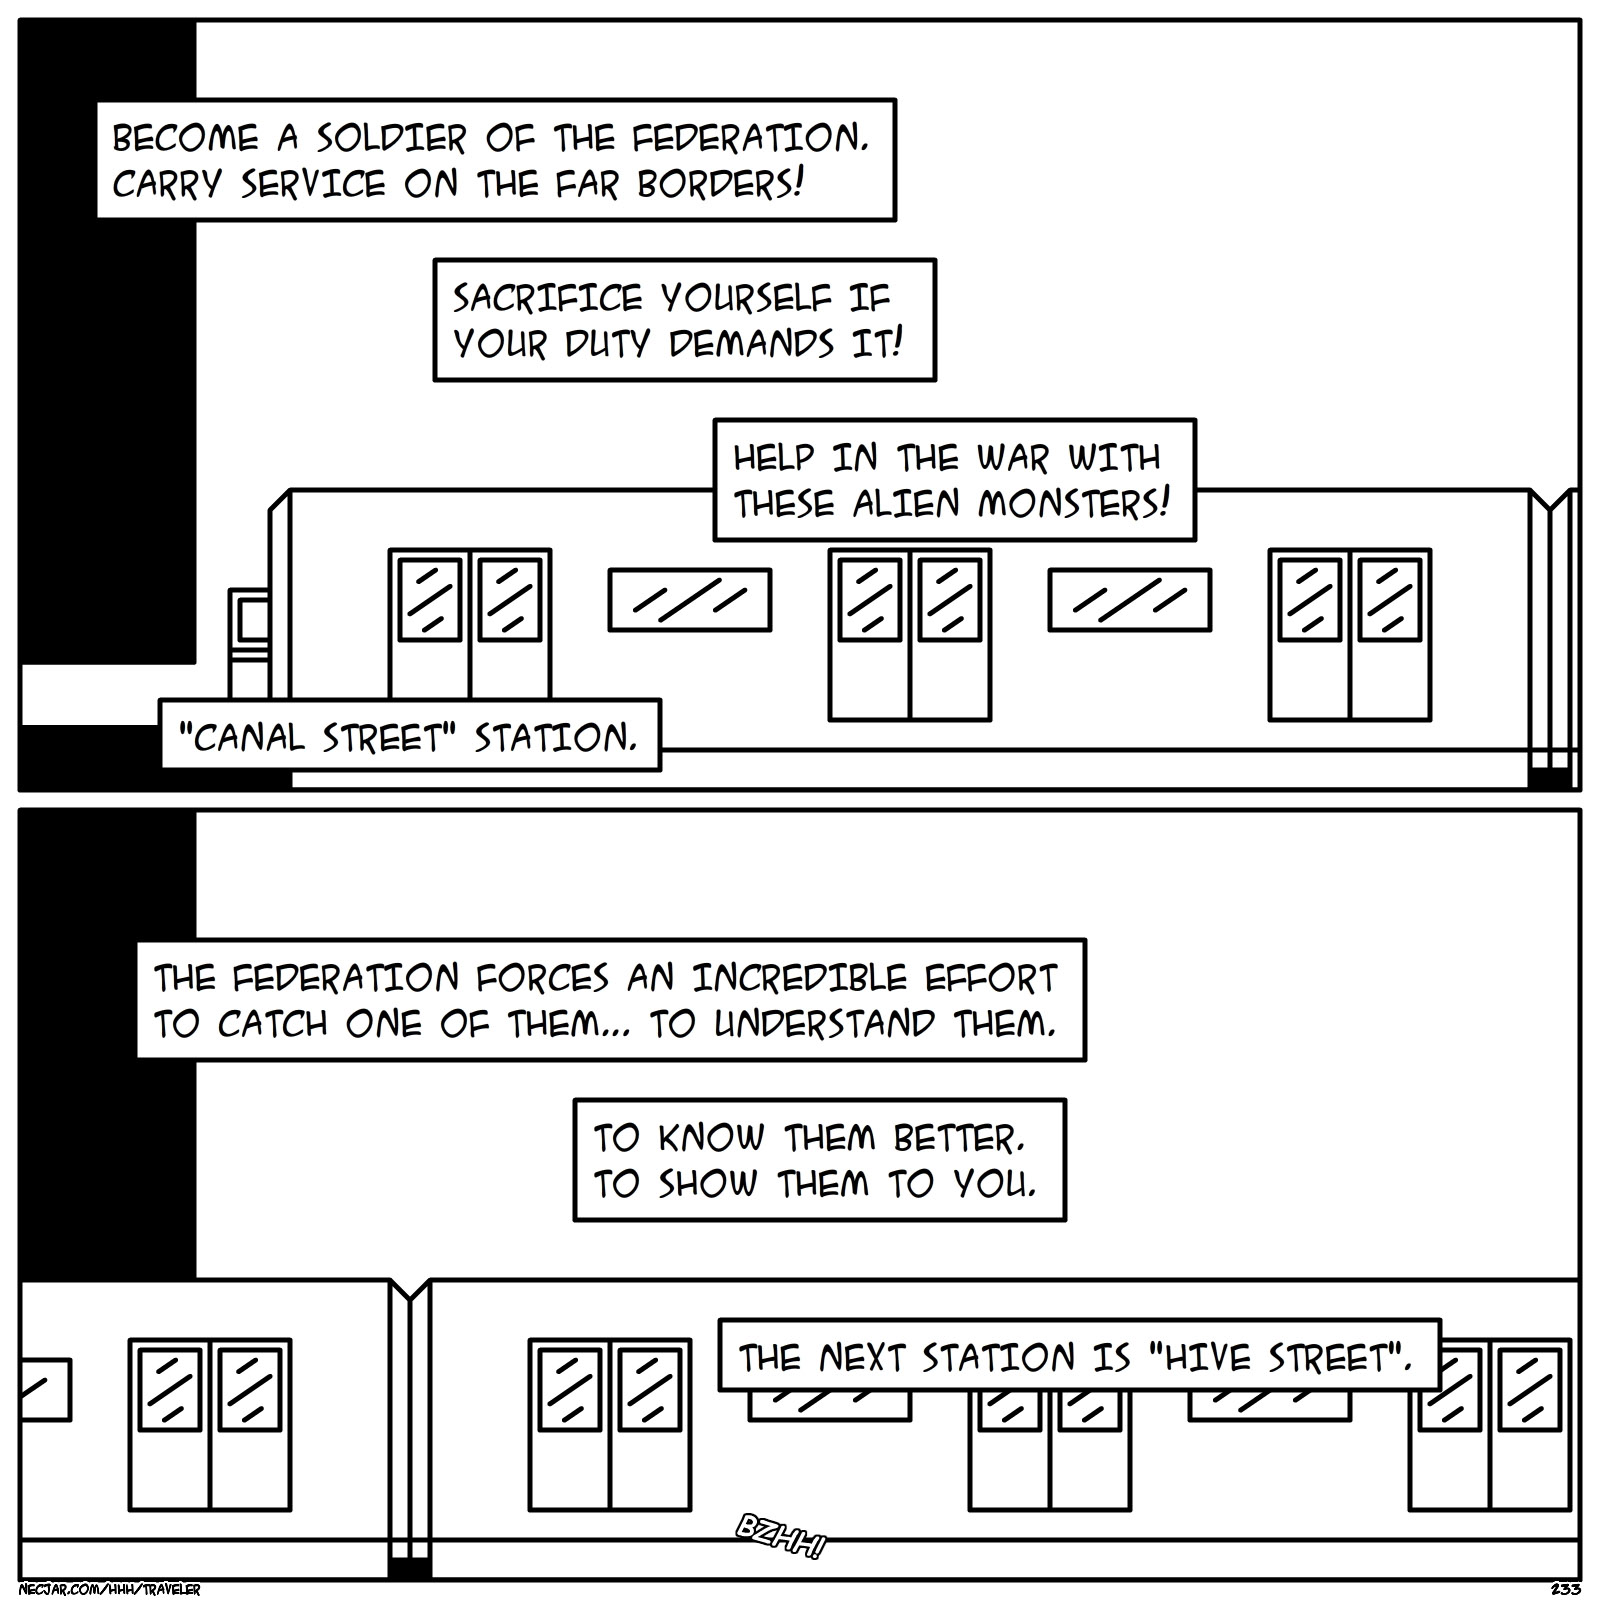 BECOME A SOLDIER OF THE FEDERATION.
CARRY SERVICE ON THE FAR BORDERS!
SACRIFICE YOURSELF IF
YOUR DUTY DEMANDS IT!
HELP IN THE WAR WITH
THESE ALIEN MONSTERS!
"CANAL STREET" STATION.
THE FEDERATION FORCES AN INCREDIBLE EFFORT
TO CATCH ONE OF THEM... TO UNDERSTAND THEM.
TO KNOW THEM BETTER.
TO SHOW THEM TO YOU.
THE NEXT STATION IS "HIVE STREET".
BZHH!
NECJAR.COM/HHH/TRAVELER
233